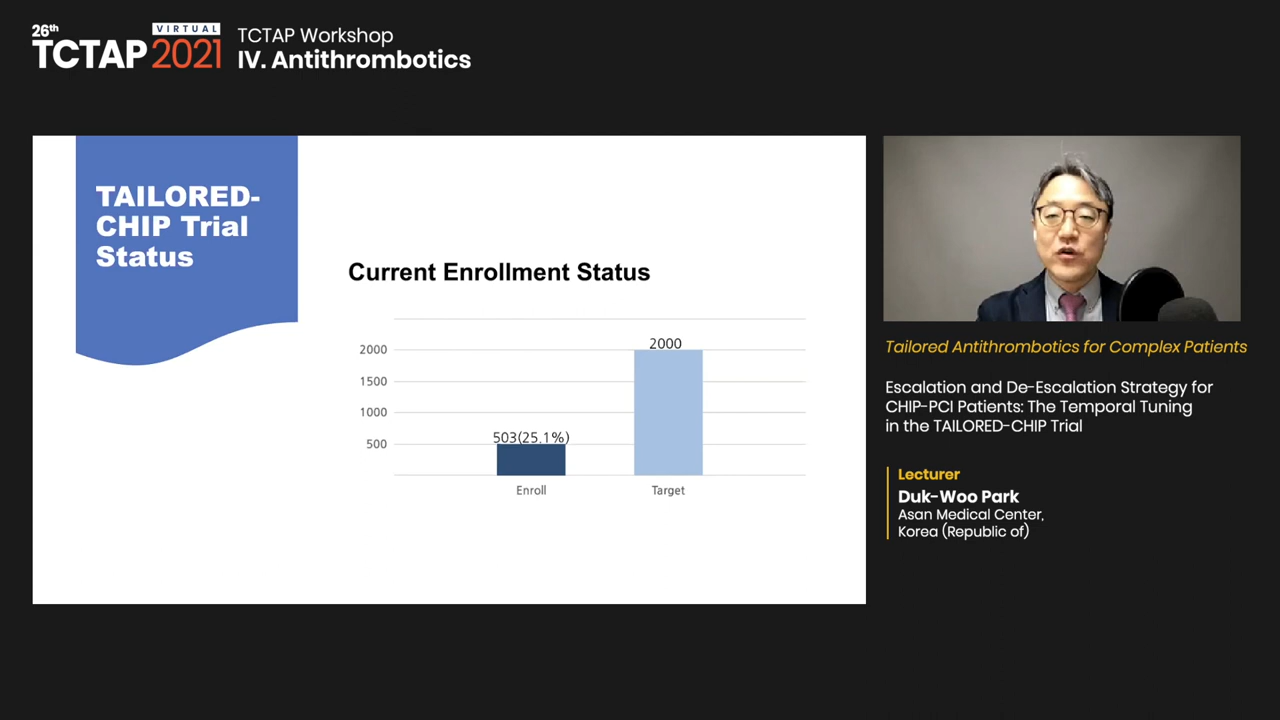 26th
VIRTUAL
TCTAP 2021
TCTAP Workshop
IV. Antithrombotics
TAILORED-
CHIP Trial
Status
Current Enrollment Status
2000
1500
1000
500
503(25.1%)
2000
Enroll
Target
Tailored Antithrombotics for Complex Patients
Escalation and De-Escalation Strategy for
CHIP-PCI Patients: The Temporal Tuning
in the TAILORED-CHIP Trial
Lecturer
Duk-Woo Park
Asan Medical Center,
Korea (Republic of)